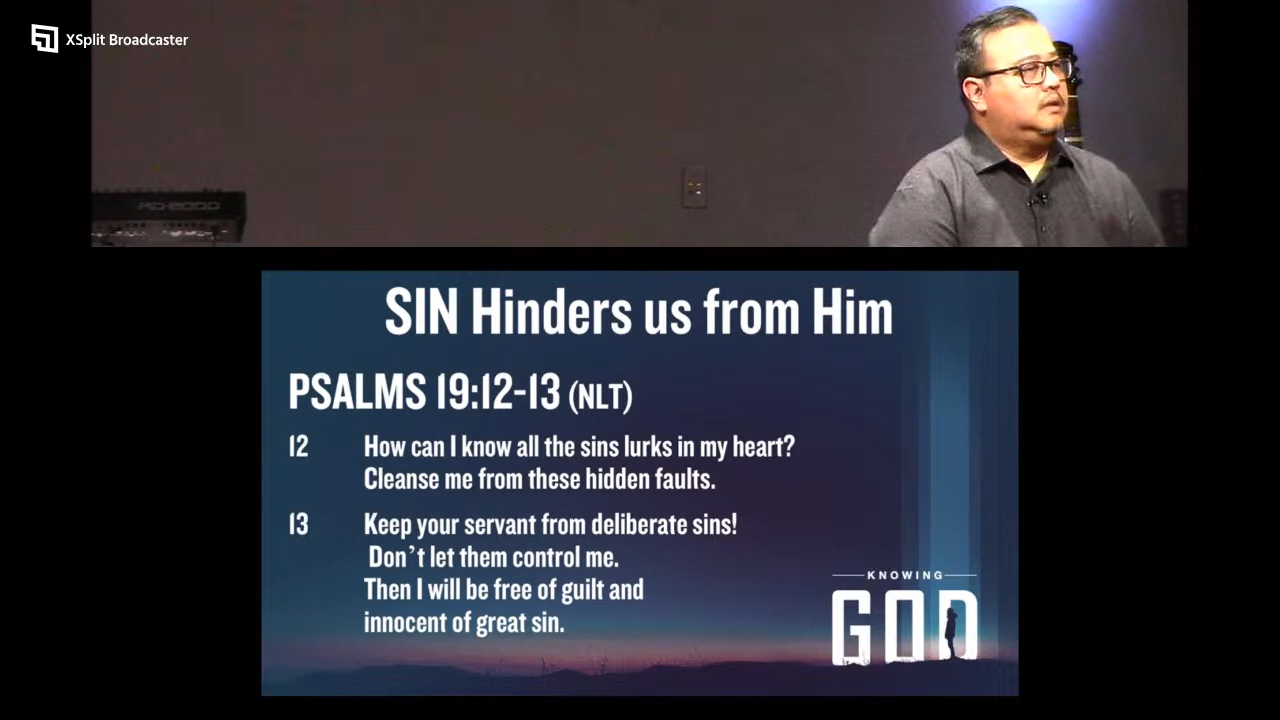 XSplit Broadcaster
RD-2000
SIN Hinders us from Him
PSALMS 19:12-13 (NLT)
12 How can I know all the sins lurks in my heart?
Cleanse me from these hidden faults.
13 Keep your servant from deliberate sins!
Don't let them control me.
Then I will be free of guilt and
innocent of great sin.
KNOWING
GOD